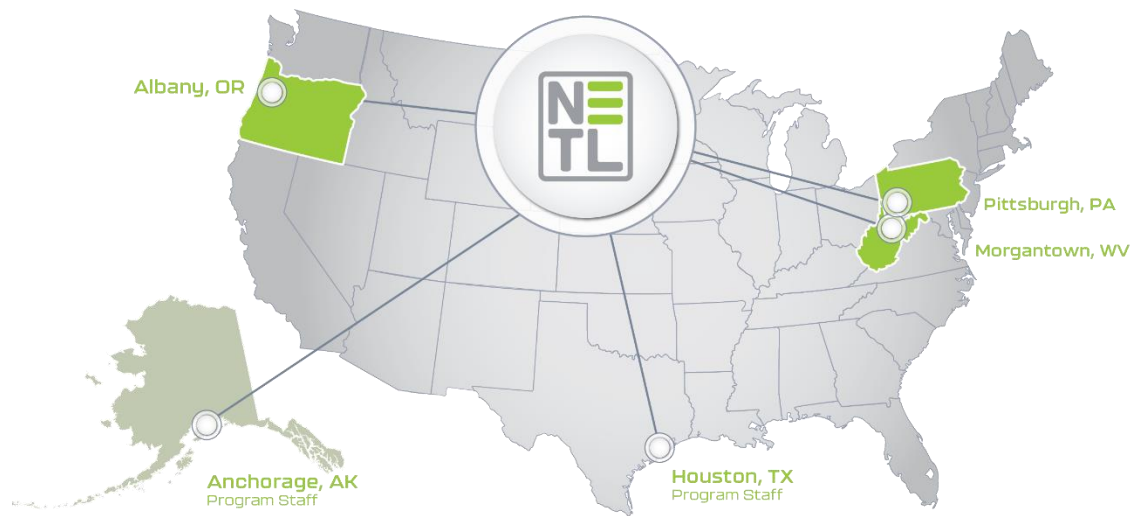 Albany, OR
NETL
Pittsburgh, PA
Morgantown, WV
Anchorage, AK
Program Staff
Houston, TX
Program Staff